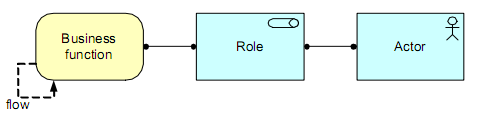 Business
function
Role
Actor
flow